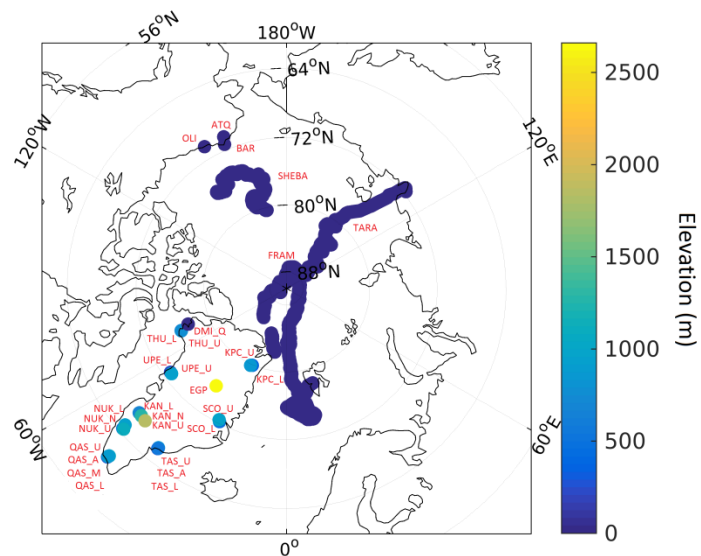 180°W
56°N
64°N
2500
ATQ
OLI
72°N
BAR
120°W
120°E
2000
SHEBA
80°N
TARA
1500
FRAM
88°N
*
Elevation (m)
THU_L
DMI_Q
THU_U
1000
UPE_L
KPC_U
UPE_U
KPC_L
EGP
NUK_L
KAN_L
SCO_U
NUK_N
KAN_N
NUK_U
KAN_U
SCO_L
500
60°W
60°E
QAS_U
TAS_U
QAS_A
TAS_A
QAS_M
TAS_L
QAS_L
0
0°